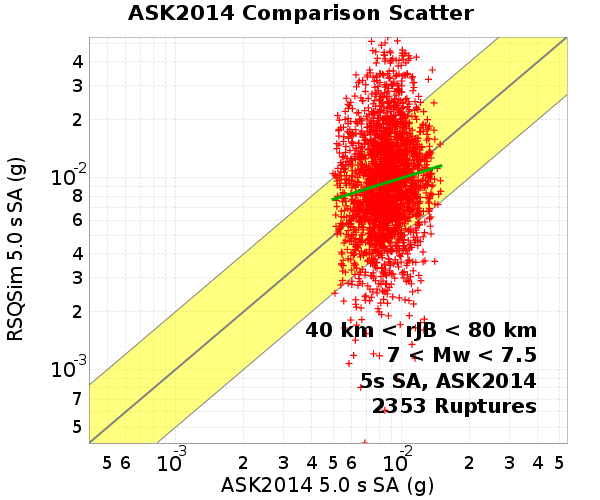 ASK2014 Comparison Scatter
RSQSim 5.0 s SA (g)
4
3
2
10-2
8
6
4
3
2
10-3
7
5
40 km < rJB < 80 km
7 < Mw < 7.5
5s SA, ASK2014
2353 Ruptures
5 6 10-3 2 3 4 5 6 10-2 2 3 4 5
ASK2014 5.0 s SA (g)